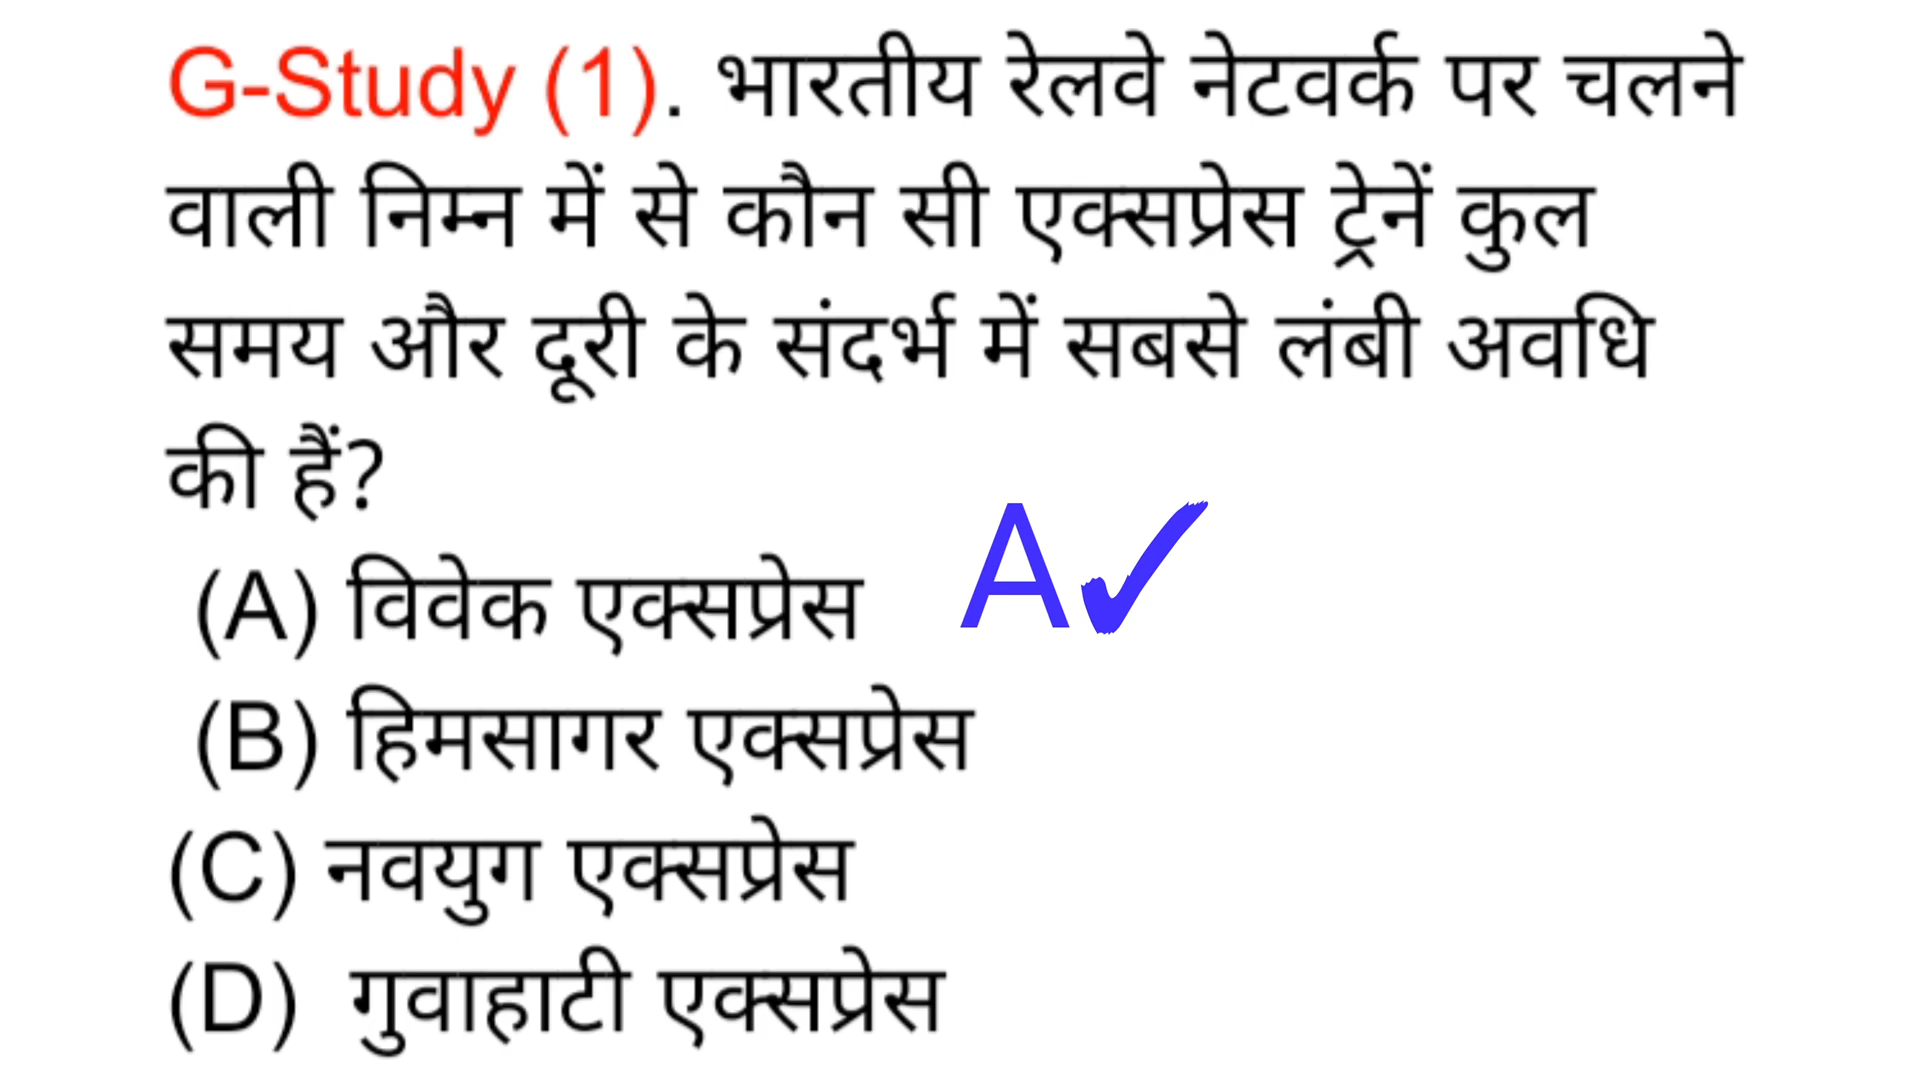 G-Study (1). भारतीय रेलवे नेटवर्क पर चलने
वाली निम्न में से कौन सी एक्सप्रेस ट्रेनें कुल
समय और दूरी के संदर्भ में सबसे लंबी अवधि
की हैं?
(A) विवेक एक्सप्रेस A✓
(B) हिमसागर एक्सप्रेस
(C) नवयुग एक्सप्रेस
(D) गुवाहाटी एक्सप्रेस